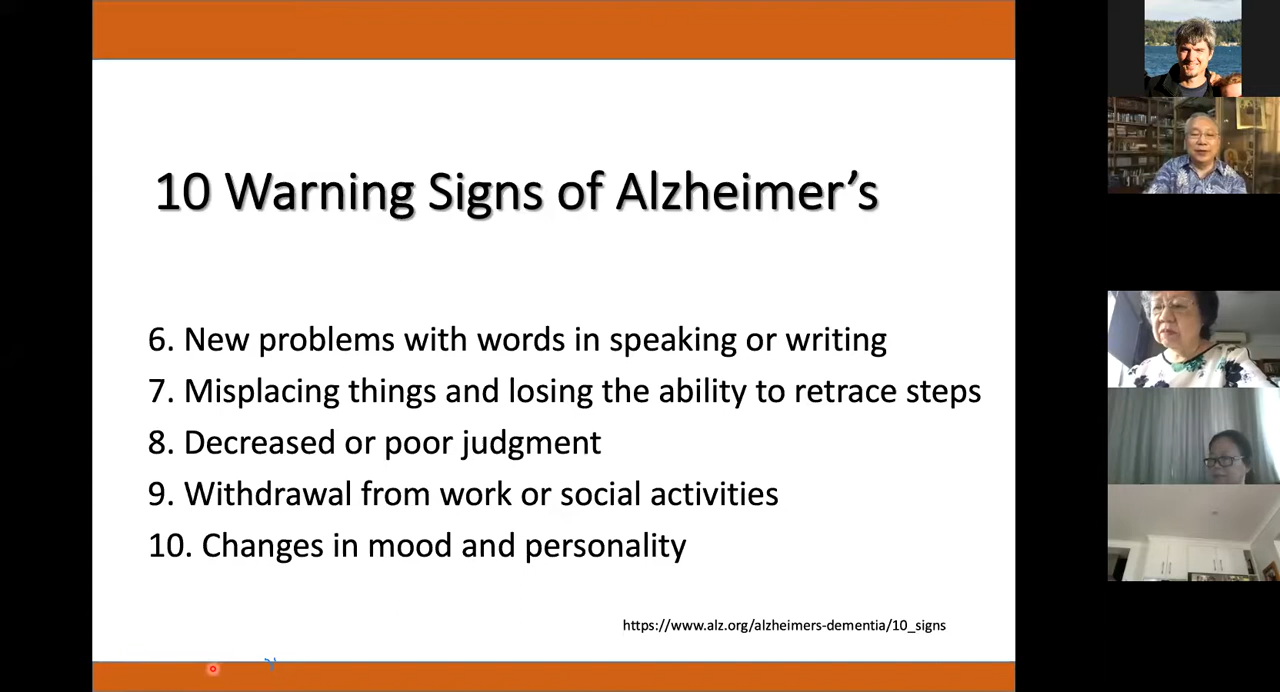 10 Warning Signs of Alzheimer’s
6. New problems with words in speaking or writing
7. Misplacing things and losing the ability to retrace steps
8. Decreased or poor judgment
9. Withdrawal from work or social activities
10. Changes in mood and personality
https://www.alz.org/alzheimers-dementia/10_signs